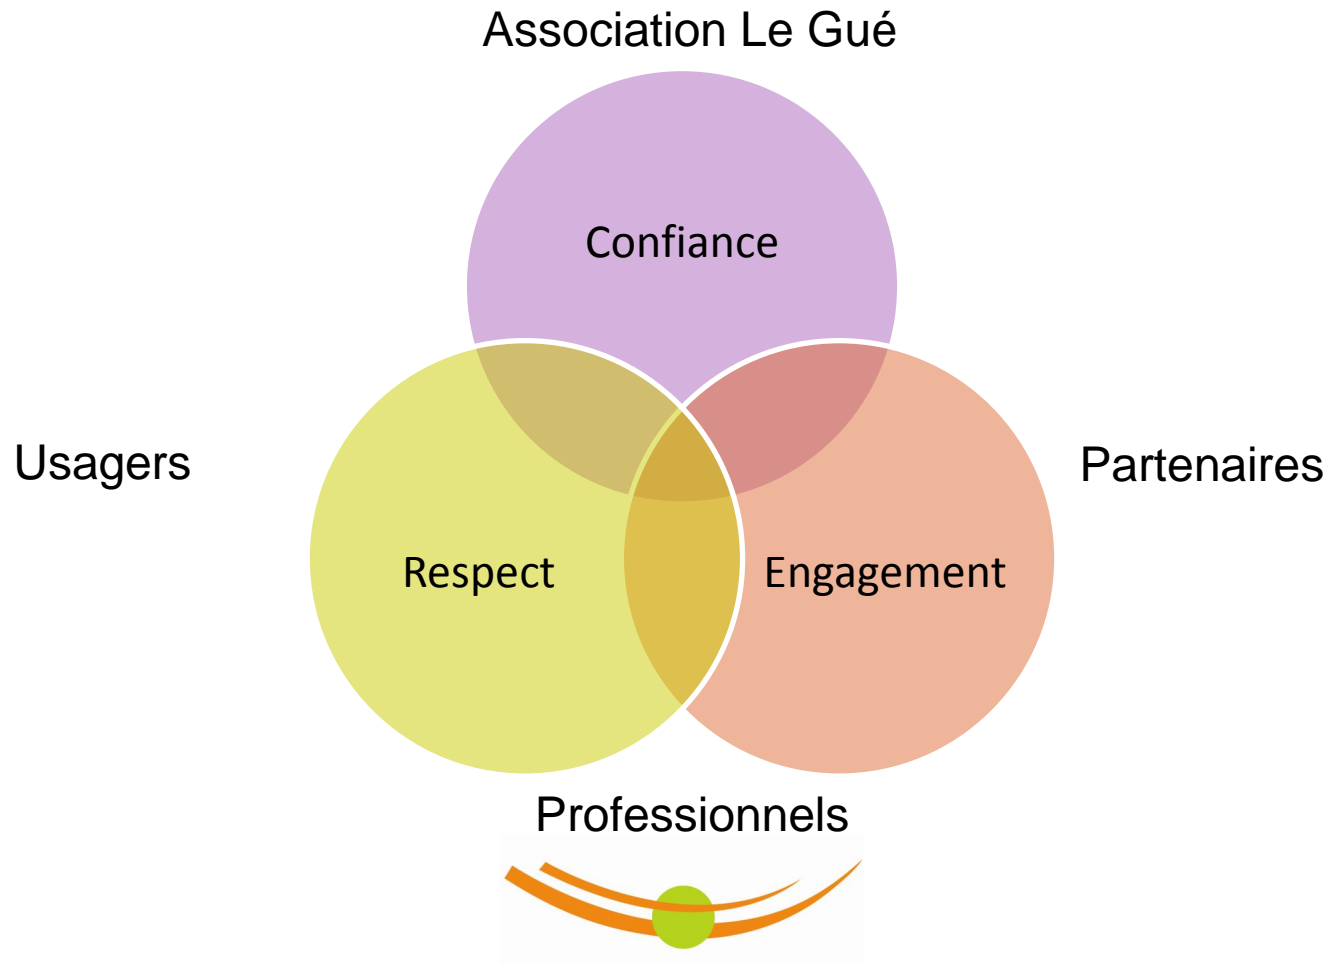 Association Le Gué
Confiance
Usagers
Partenaires
Respect
Engagement
Professionnels